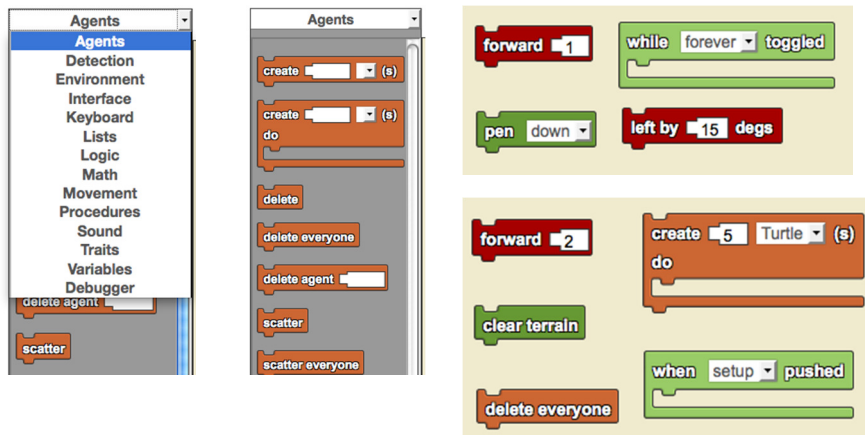 Agents
Agents
Detection
Environment
Interface
Keyboard
Lists
Logic
Math
Movement
Procedures
Sound
Traits
Variables
Debugger
delete agent
scatter
Agents
create (s)
create (s)
do
delete
delete everyone
delete agent
scatter
scatter everyone
forward 1
while forever toggled
pen down
left by 15 degs
forward 2
create 5 Turtle (s)
do
clear terrain
when setup pushed
delete everyone